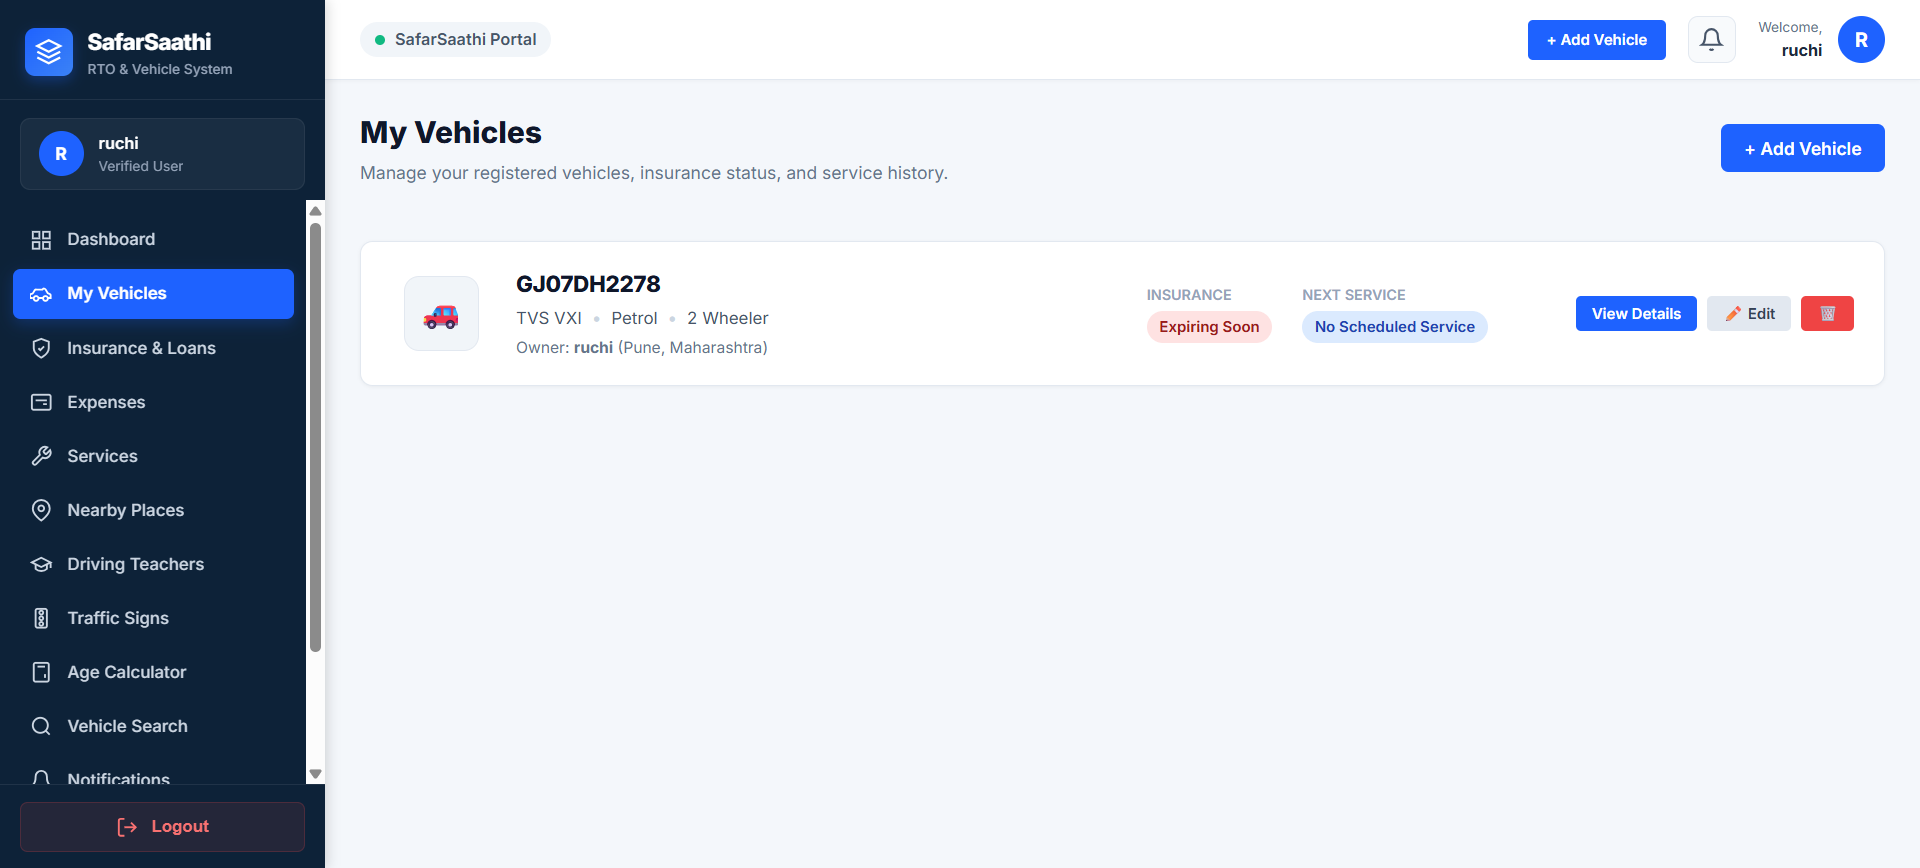 SafarSaathi
RTO & Vehicle System
R
ruchi
Verified User
Dashboard
My Vehicles
Insurance & Loans
Expenses
Services
Nearby Places
Driving Teachers
Traffic Signs
Age Calculator
Vehicle Search
Notifications
Logout
SafarSaathi Portal
+ Add Vehicle
Welcome,
ruchi
R
My Vehicles
Manage your registered vehicles, insurance status, and service history.
+ Add Vehicle
GJ07DH2278
TVS VXI • Petrol • 2 Wheeler
Owner: ruchi (Pune, Maharashtra)
INSURANCE
Expiring Soon
NEXT SERVICE
No Scheduled Service
View Details
Edit